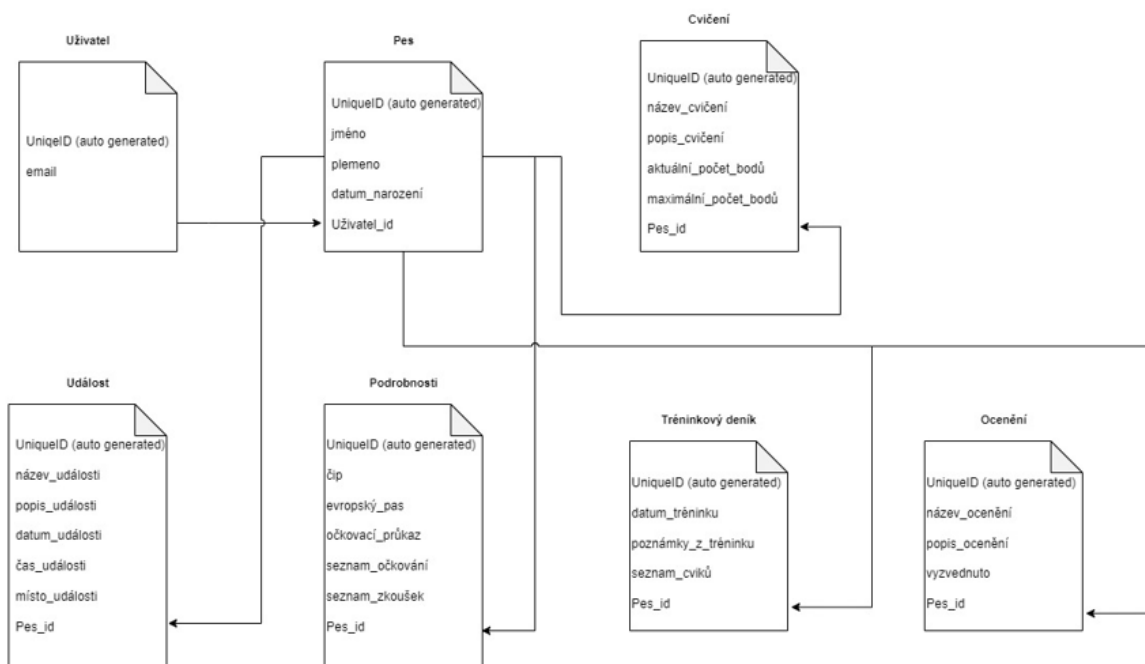 Uživatel
UniqeID (auto generated)
email
Pes
UniqueID (auto generated)
jméno
plemeno
datum_narození
Uživatel_id
Cvičení
UniqueID (auto generated)
název_cvičení
popis_cvičení
aktuální_počet_bodů
maximální_počet_bodů
Pes_id
Událost
UniqueID (auto generated)
název_události
popis_události
datum_události
čas_události
místo_události
Pes_id
Podrobnosti
UniqueID (auto generated)
čip
evropský_pas
očkovací_průkaz
seznam_očkování
seznam_zkoušek
Pes_id
Tréninkový deník
UniqueID (auto generated)
datum_tréninku
poznámky_z_tréninku
seznam_cviků
Pes_id
Ocenění
UniqueID (auto generated)
název_ocenění
popis_ocenění
vyzvednuto
Pes_id